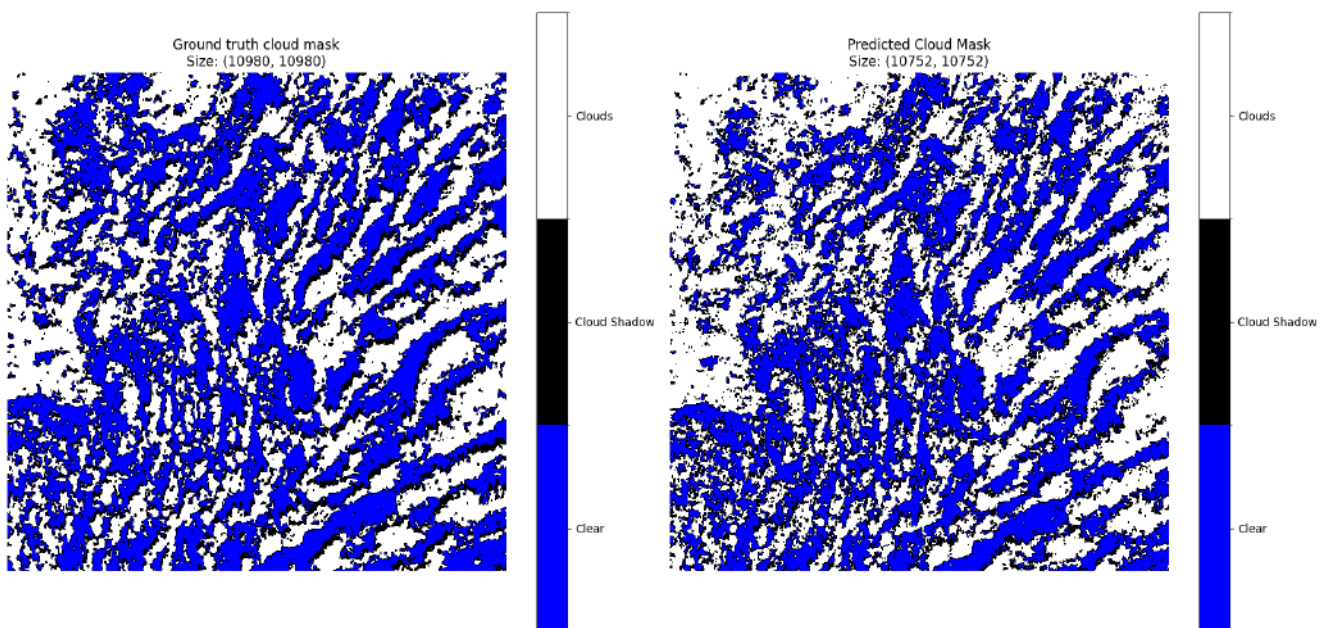 Ground truth cloud mask
Size: (10980, 10980)
Clouds
Cloud Shadow
Clear
Predicted Cloud Mask
Size: (10752, 10752)
Clouds
Cloud Shadow
Clear